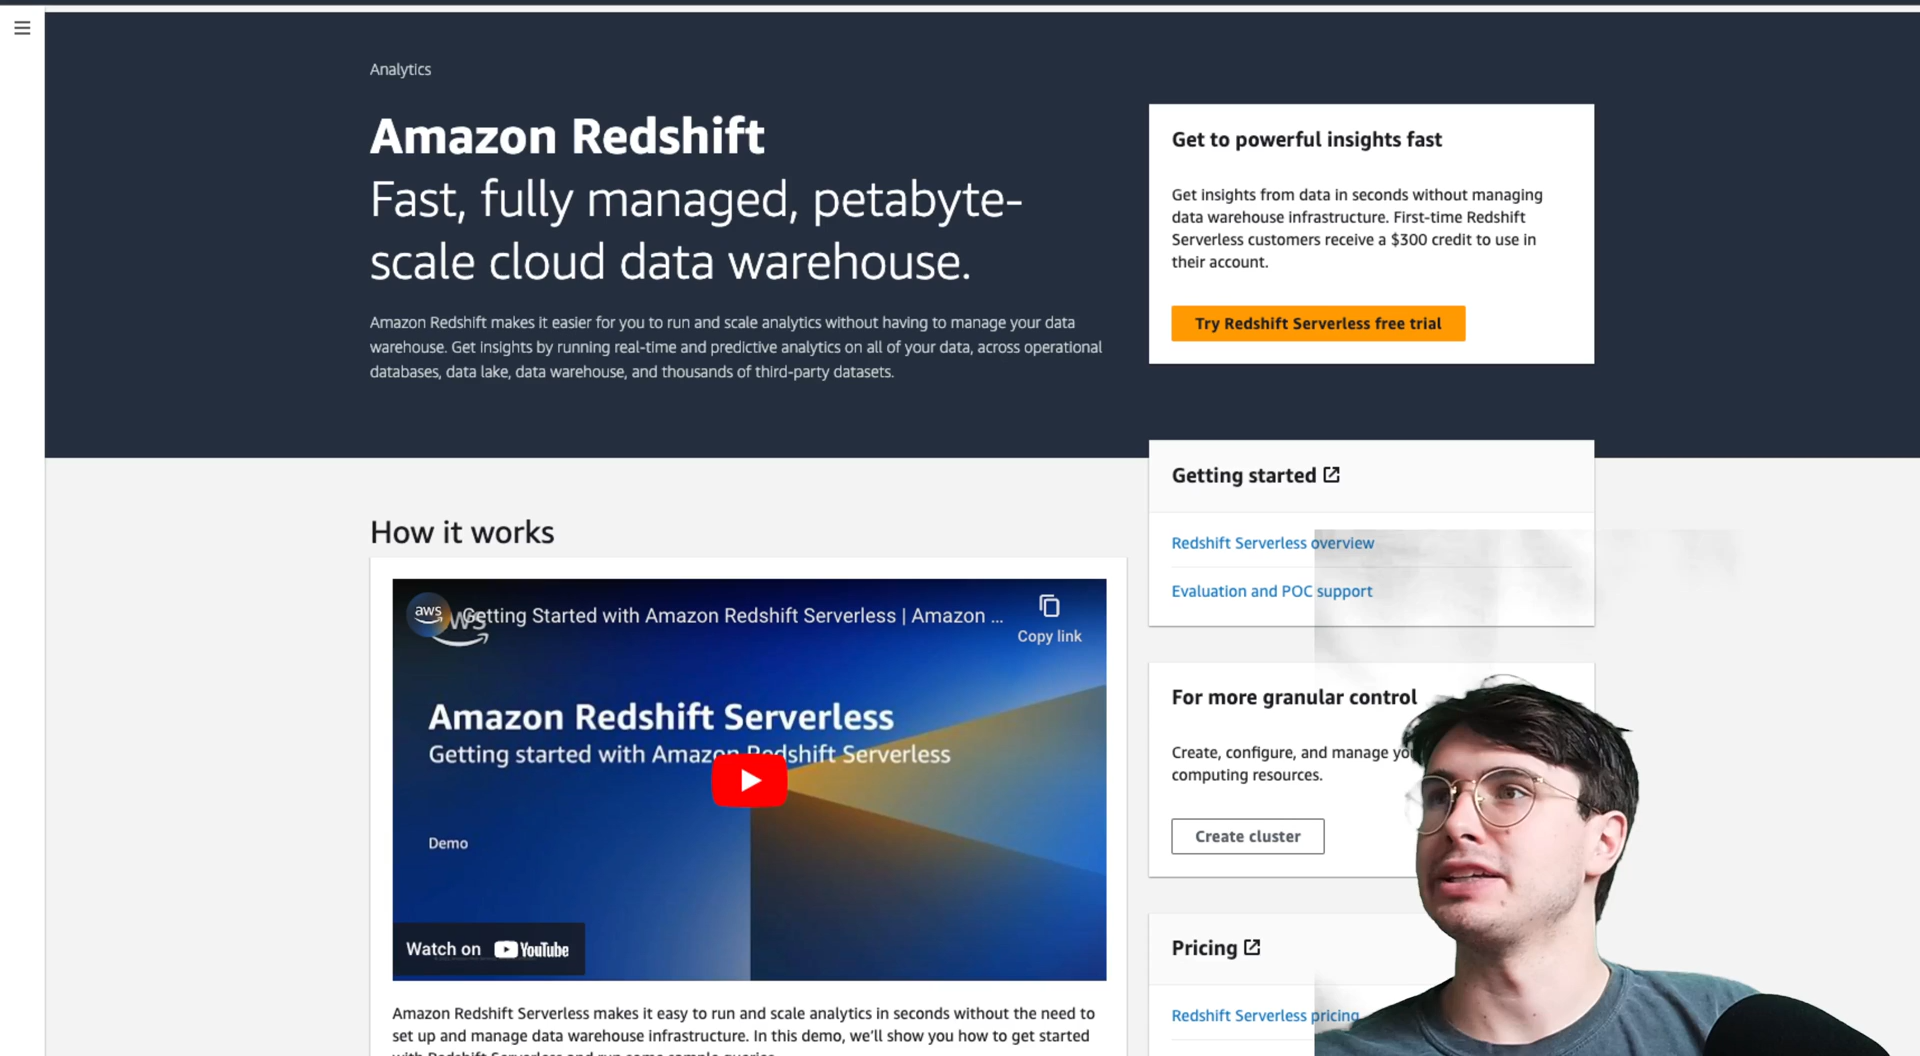 Analytics
Amazon Redshift
Fast, fully managed, petabyte-
scale cloud data warehouse.
Amazon Redshift makes it easier for you to run and scale analytics without having to manage your data
warehouse. Get insights by running real-time and predictive analytics on all of your data, across operational
databases, data lake, data warehouse, and thousands of third-party datasets.
Get to powerful insights fast
Get insights from data in seconds without managing
data warehouse infrastructure. First-time Redshift
Serverless customers receive a $300 credit to use in
their account.
Try Redshift Serverless free trial
Getting started
Redshift Serverless overview
Evaluation and POC support
How it works
aws
Getting Started with Amazon Redshift Serverless | Amazon ...
Copy link
Amazon Redshift Serverless
Getting started with Amazon Redshift Serverless
Demo
Watch on YouTube
Amazon Redshift Serverless makes it easy to run and scale analytics in seconds without the need to
set up and manage data warehouse infrastructure. In this demo, we'll show you how to get started
with Redshift Serverless and run some sample queries.
For more granular control
Create, configure, and manage
computing resources.
Create cluster
Pricing
Redshift Serverless pricing